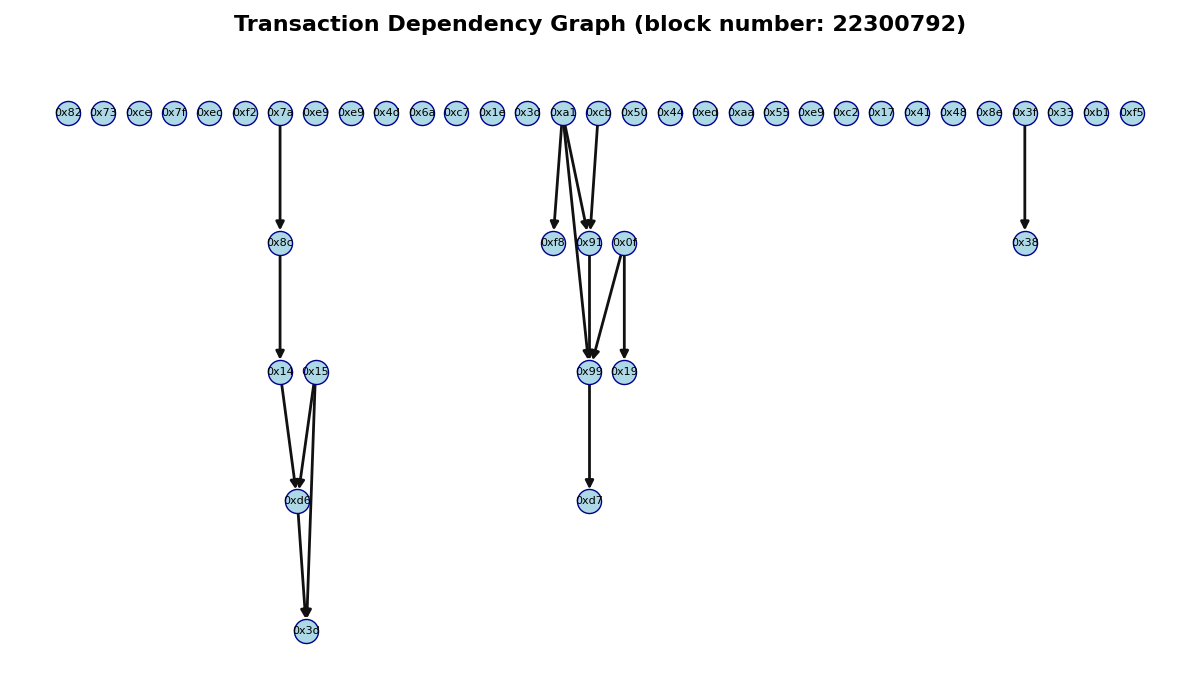 Transaction Dependency Graph (block number: 22300792)
0x82 0x73 0xce 0x7f 0xec 0xf2 0x7a 0xe9 0xe9 0x4d 0x6a 0xc7 0x1e 0x3d 0xa1 0xcb 0x50 0x44 0xed 0xaa 0x55 0xe9 0xc2 0x17 0x41 0x48 0x8e 0x3f 0x33 0xb1 0xf5
0x8c 0xf8 0x91 0x0f 0x38
0x14 0x15 0x99 0x19
0xd6 0xd7
0x3d